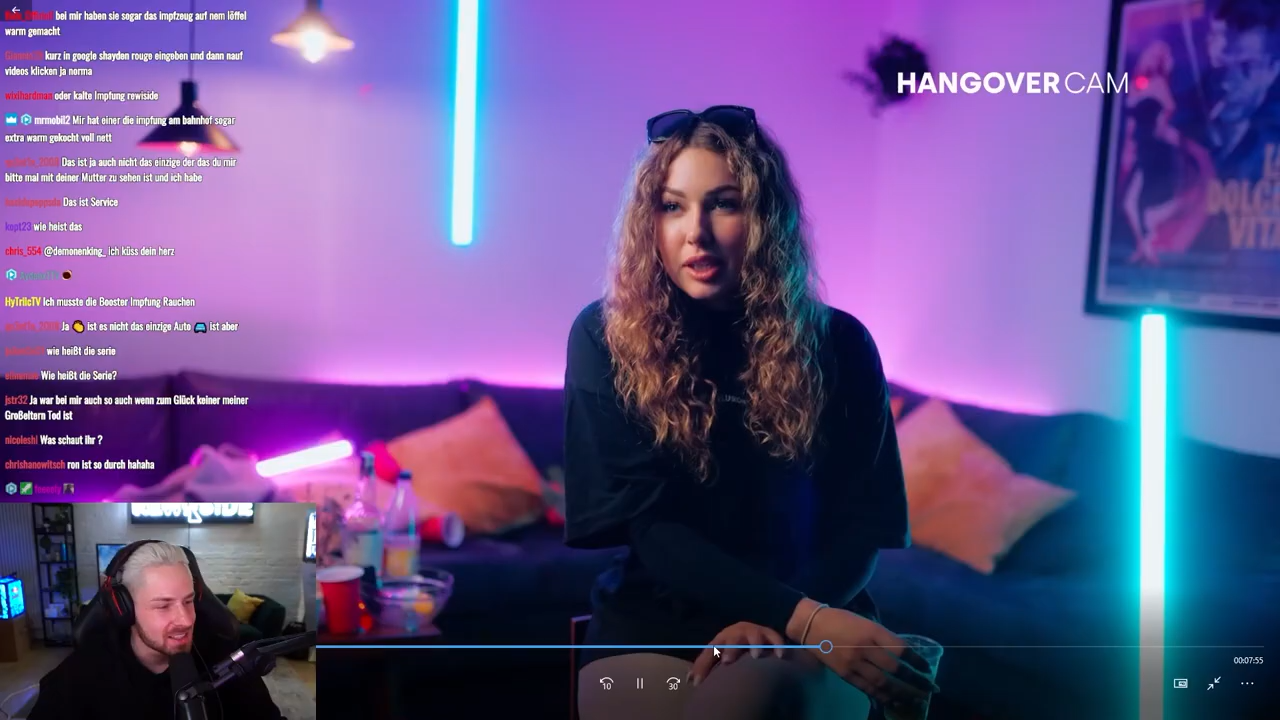 bei mir haben sie sogar das impfzeug auf nem löffel
warm gemacht
kurz in google shayden rouge eingeben und dann nauf
videos klicken ja norma
wixihardman oder kalte Impfung rewiside
mrmobil2 Mir hat einer die impfung am bahnhof sogar
extra warm gekocht voll nett
Das ist ja auch nicht das einzige der das du mir
bitte mal mit deiner Mutter zu sehen ist und ich habe
Das ist Service
kopt23 wie heist das
chris_554 @demonenking_ ich küss dein herz
HyTrilcTV Ich musste die Booster Impfung Rauchen
Ja 👏 ist es nicht das einzige Auto 🚘 ist aber
wie heißt die serie
Wie heißt die Serie?
jstr32 Ja war bei mir auch so auch wenn zum Glück keiner meiner
Großeltern Tod ist
nicoleshl Was schaut ihr ?
chrishanowitsch ron ist so durch hahaha
HANGOVER CAM
LA
DOLCE
VITA
00:07:55
10
30